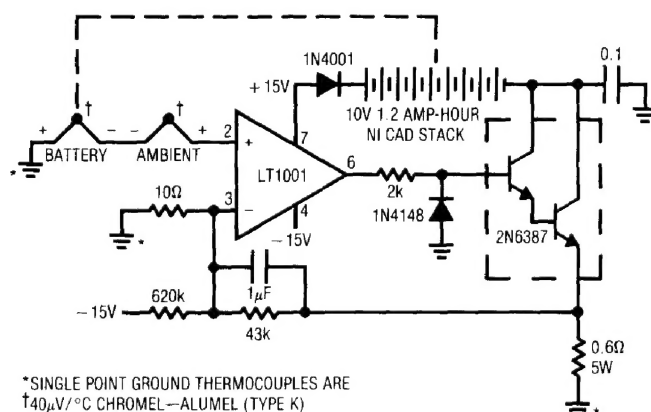 1N4001
0.1
+15V
10V 1.2 AMP-HOUR
NI CAD STACK
† †
+ - - +
BATTERY AMBIENT
*
2 +
7
LT1001
6
2k
1N4148
2N6387
10Ω
3 −
4
−15V
*
1µF
620k
−15V
43k
0.6Ω
5W
*
*SINGLE POINT GROUND THERMOCOUPLES ARE
†40µV/°C CHROMEL—ALUMEL (TYPE K)